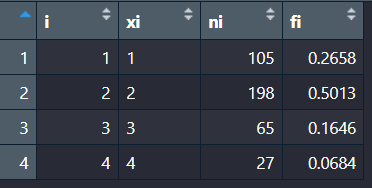 i xi ni fi
1 1 1 105 0.2658
2 2 2 198 0.5013
3 3 3 65 0.1646
4 4 4 27 0.0684